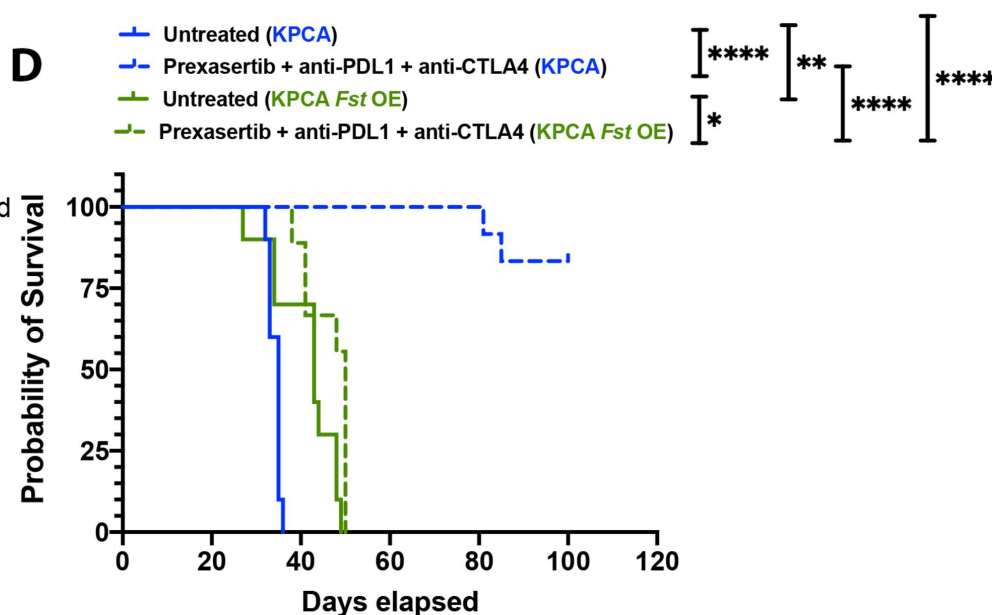 D
Untreated (KPCA)
Prexasertib + anti-PDL1 + anti-CTLA4 (KPCA)
Untreated (KPCA Fst OE)
Prexasertib + anti-PDL1 + anti-CTLA4 (KPCA Fst OE)
****
*
**
****
****
d
Probability of Survival
100
75
50
25
0
0 20 40 60 80 100 120
Days elapsed